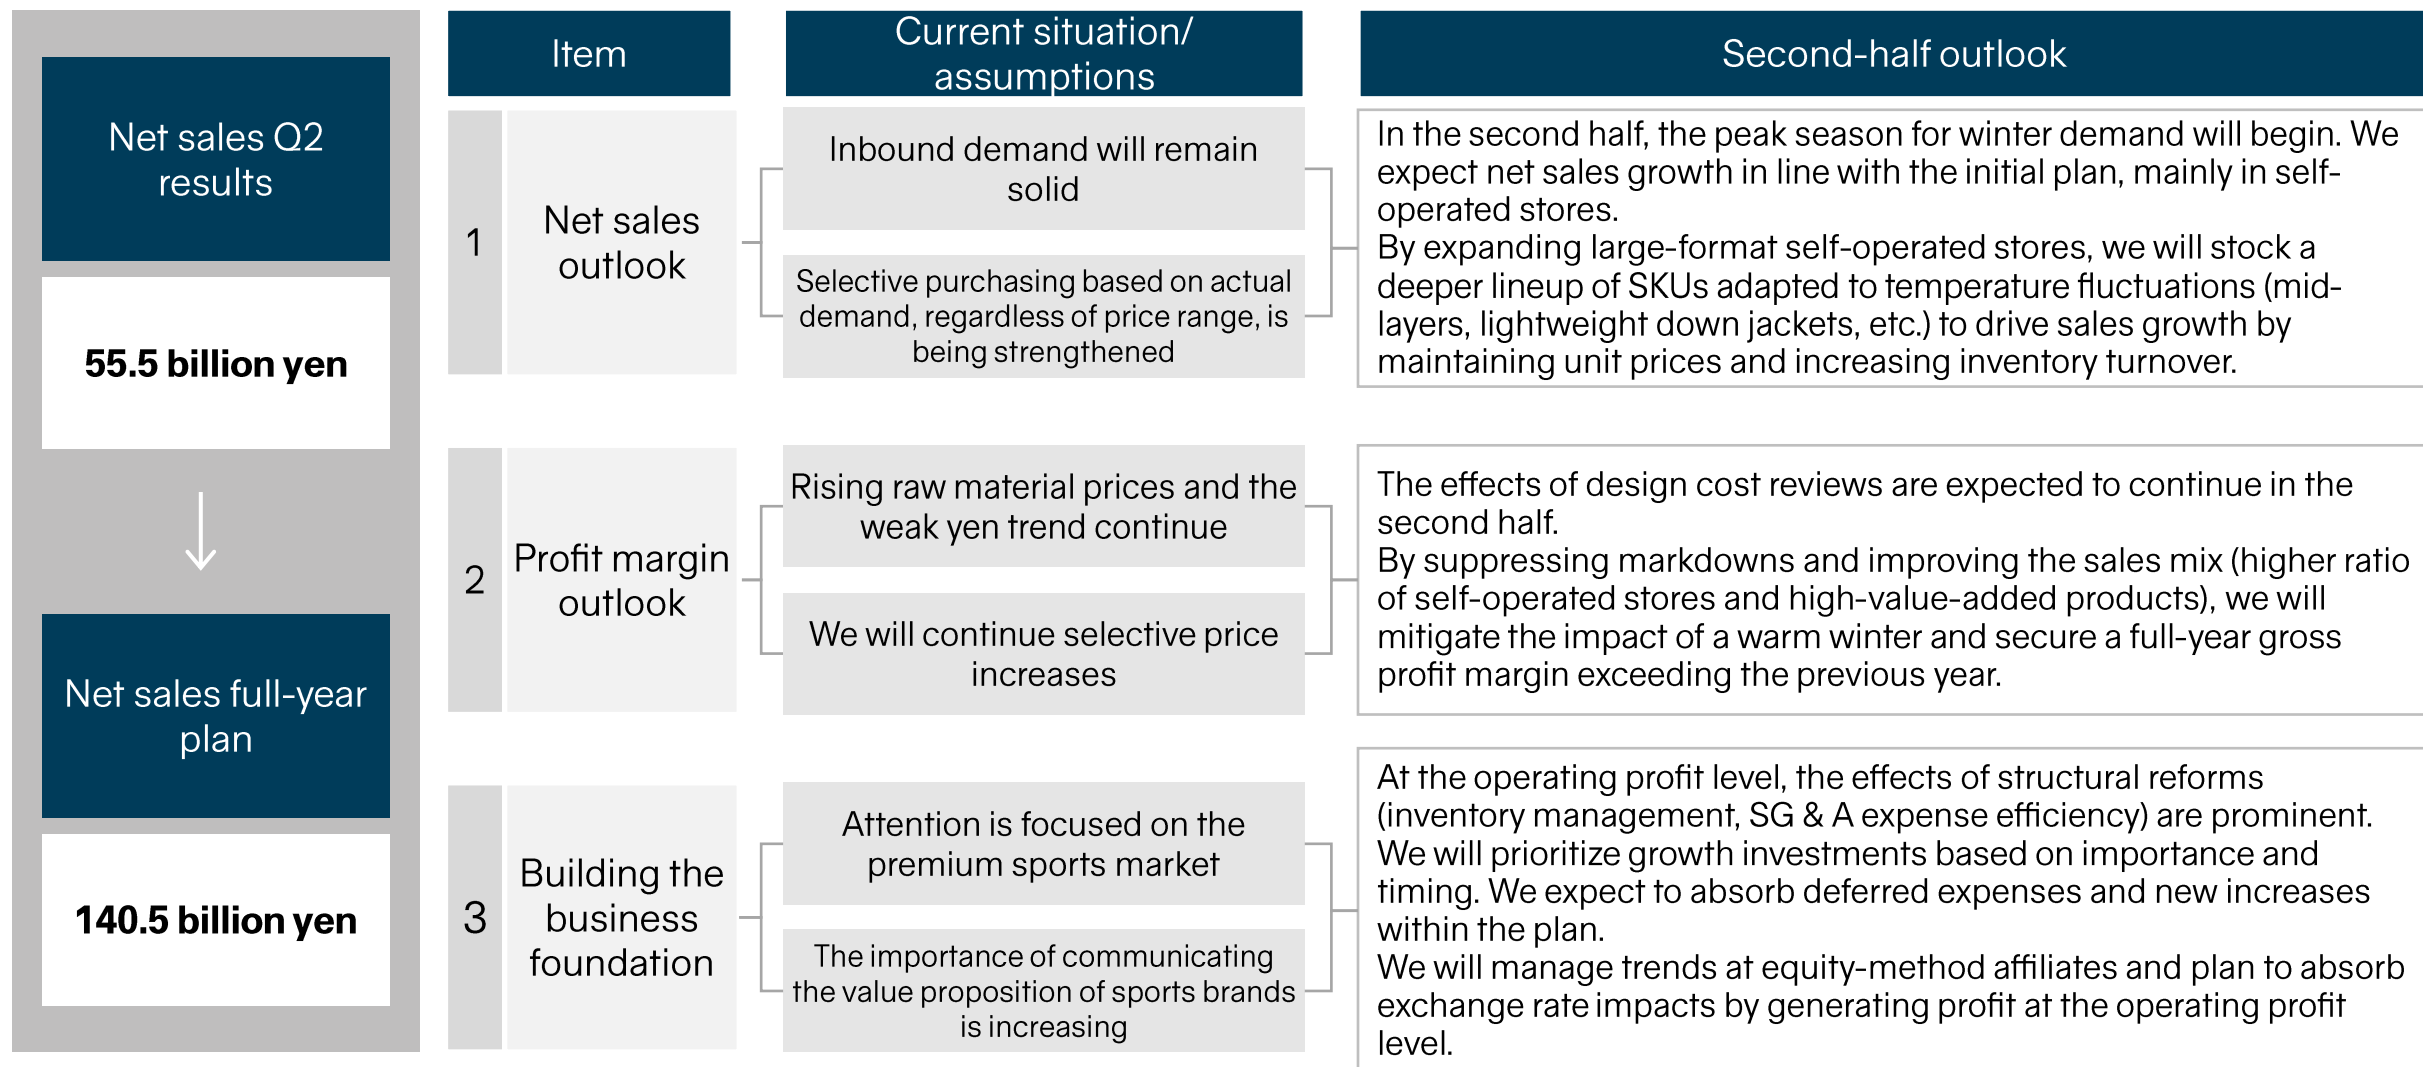 Net sales Q2
results
55.5 billion yen
Net sales full-year
plan
140.5 billion yen
Item
Current situation/
assumptions
Second-half outlook
1
Net sales
outlook
Inbound demand will remain
solid
Selective purchasing based on actual
demand, regardless of price range, is
being strengthened
In the second half, the peak season for winter demand will begin. We
expect net sales growth in line with the initial plan, mainly in self-
operated stores.
By expanding large-format self-operated stores, we will stock a
deeper lineup of SKUs adapted to temperature fluctuations (mid-
layers, lightweight down jackets, etc.) to drive sales growth by
maintaining unit prices and increasing inventory turnover.
2
Profit margin
outlook
Rising raw material prices and the
weak yen trend continue
We will continue selective price
increases
The effects of design cost reviews are expected to continue in the
second half.
By suppressing markdowns and improving the sales mix (higher ratio
of self-operated stores and high-value-added products), we will
mitigate the impact of a warm winter and secure a full-year gross
profit margin exceeding the previous year.
3
Building the
business
foundation
Attention is focused on the
premium sports market
The importance of communicating
the value proposition of sports brands
is increasing
At the operating profit level, the effects of structural reforms
(inventory management, SG & A expense efficiency) are prominent.
We will prioritize growth investments based on importance and
timing. We expect to absorb deferred expenses and new increases
within the plan.
We will manage trends at equity-method affiliates and plan to absorb
exchange rate impacts by generating profit at the operating profit
level.